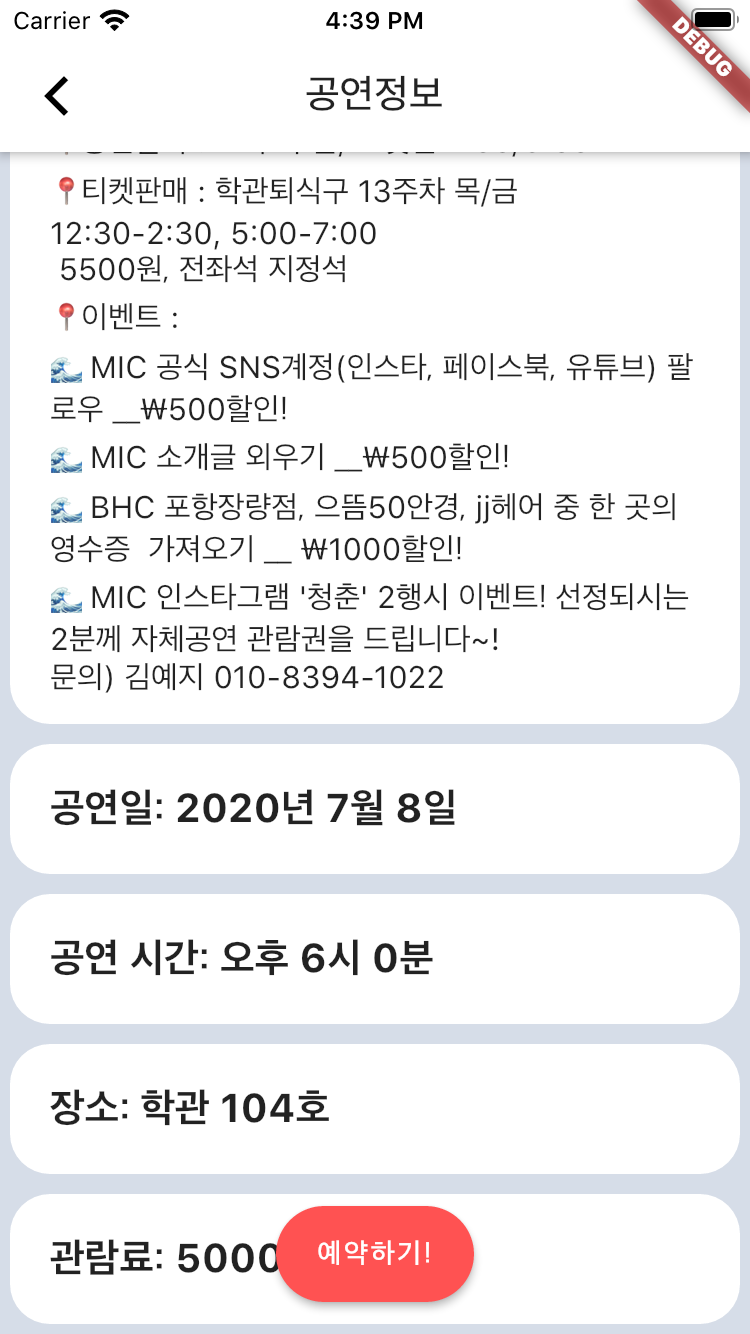 Carrier 4:39 PM
DEBUG
공연정보
📍티켓판매 : 학관퇴식구 13주차 목/금
12:30-2:30, 5:00-7:00
5500원, 전좌석 지정석
📍이벤트 :
🌊 MIC 공식 SNS계정(인스타, 페이스북, 유튜브) 팔
로우 __₩500할인!
🌊 MIC 소개글 외우기 __₩500할인!
🌊 BHC 포항장량점, 으뜸50안경, jj헤어 중 한 곳의
영수증  가져오기 __ ₩1000할인!
🌊 MIC 인스타그램 '청춘' 2행시 이벤트! 선정되시는
2분께 자체공연 관람권을 드립니다~!
문의) 김예지 010-8394-1022
공연일: 2020년 7월 8일
공연 시간: 오후 6시 0분
장소: 학관 104호
관람료: 5000
예약하기!